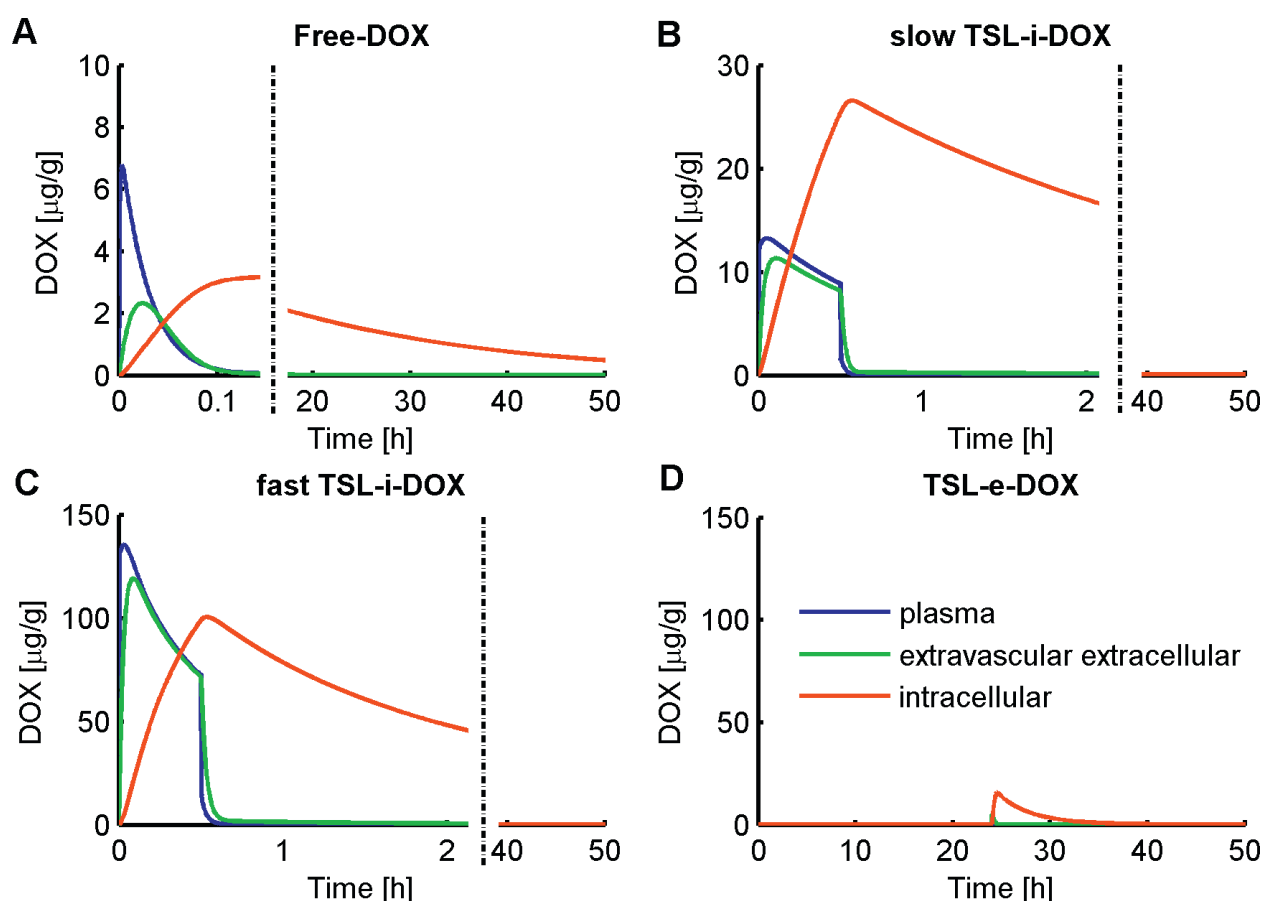 A
Free-DOX
DOX [µg/g]
10
8
6
4
2
0
0 0.1 20 30 40 50
Time [h]
B
slow TSL-i-DOX
DOX [µg/g]
30
20
10
0
0 1 2 40 50
Time [h]
C
fast TSL-i-DOX
DOX [µg/g]
150
100
50
0
0 1 2 40 50
Time [h]
D
TSL-e-DOX
DOX [µg/g]
150
100
50
0
plasma
extravascular extracellular
intracellular
0 10 20 30 40 50
Time [h]